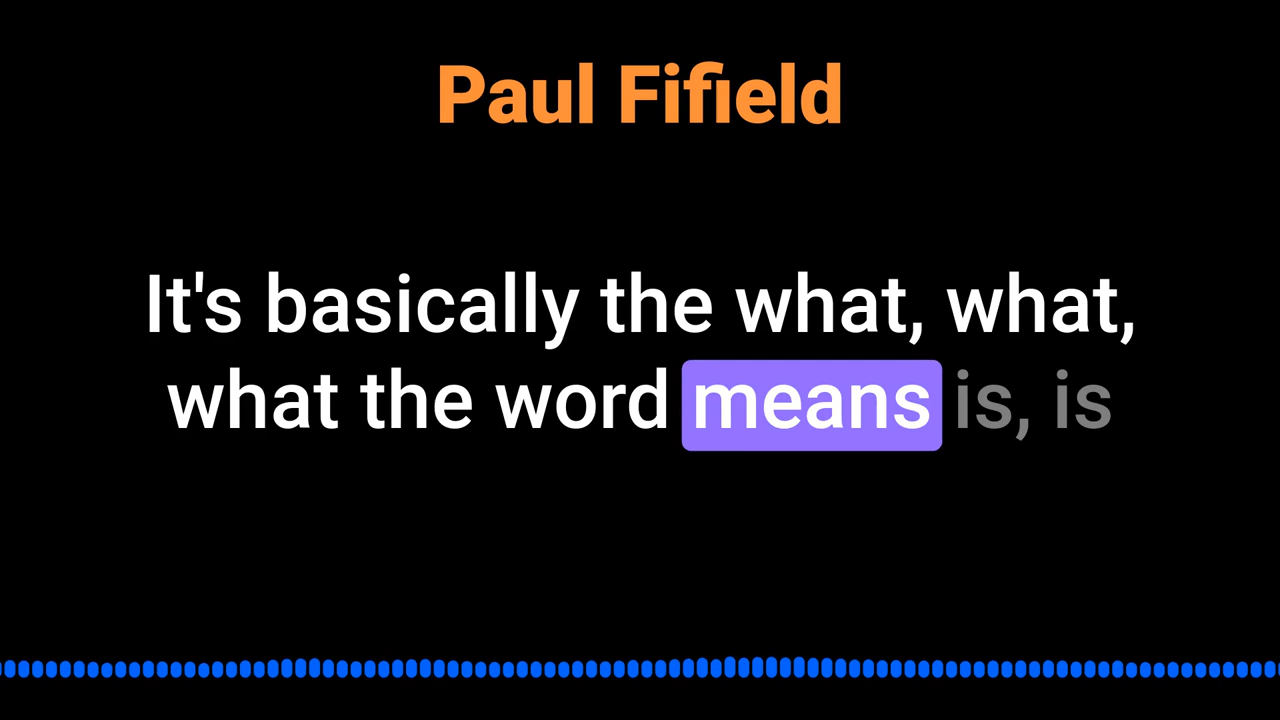 Paul Fifield
It's basically the what, what,
what the word means is, is